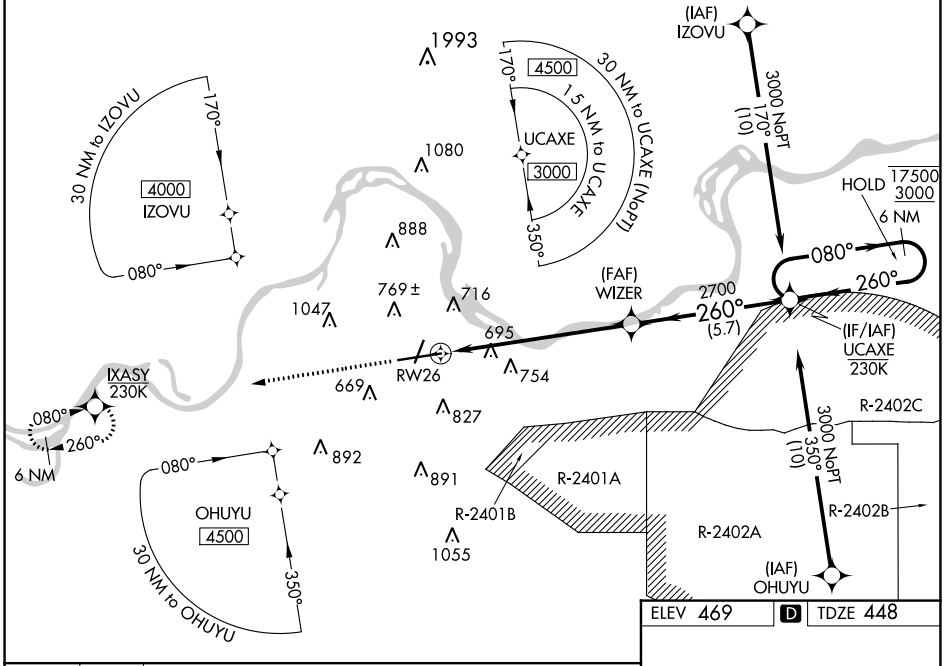 (IAF)
IZOVU
1993
170°
4500
30 NM to UCAXE (NoPT)
15 NM to UCAXE
UCAXE
3000
350°
30 NM to IZOVU
170°
4000
IZOVU
080°
3000 NoPT
170°
(10)
1080
HOLD
17500
3000
6 NM
080°
260°
888
(FAF)
WIZER
2700
260°
(5.7)
769±
716
1047
695
(IF/IAF)
UCAXE
230K
RW26
754
669
IXASY
230K
080°
260°
6 NM
827
R-2402C
3000 NoPT
350°
(10)
892
080°
891
R-2401A
R-2401B
OHUYU
4500
350°
30 NM to OHUYU
R-2402B
R-2402A
1055
(IAF)
OHUYU
ELEV 469
D
TDZE 448